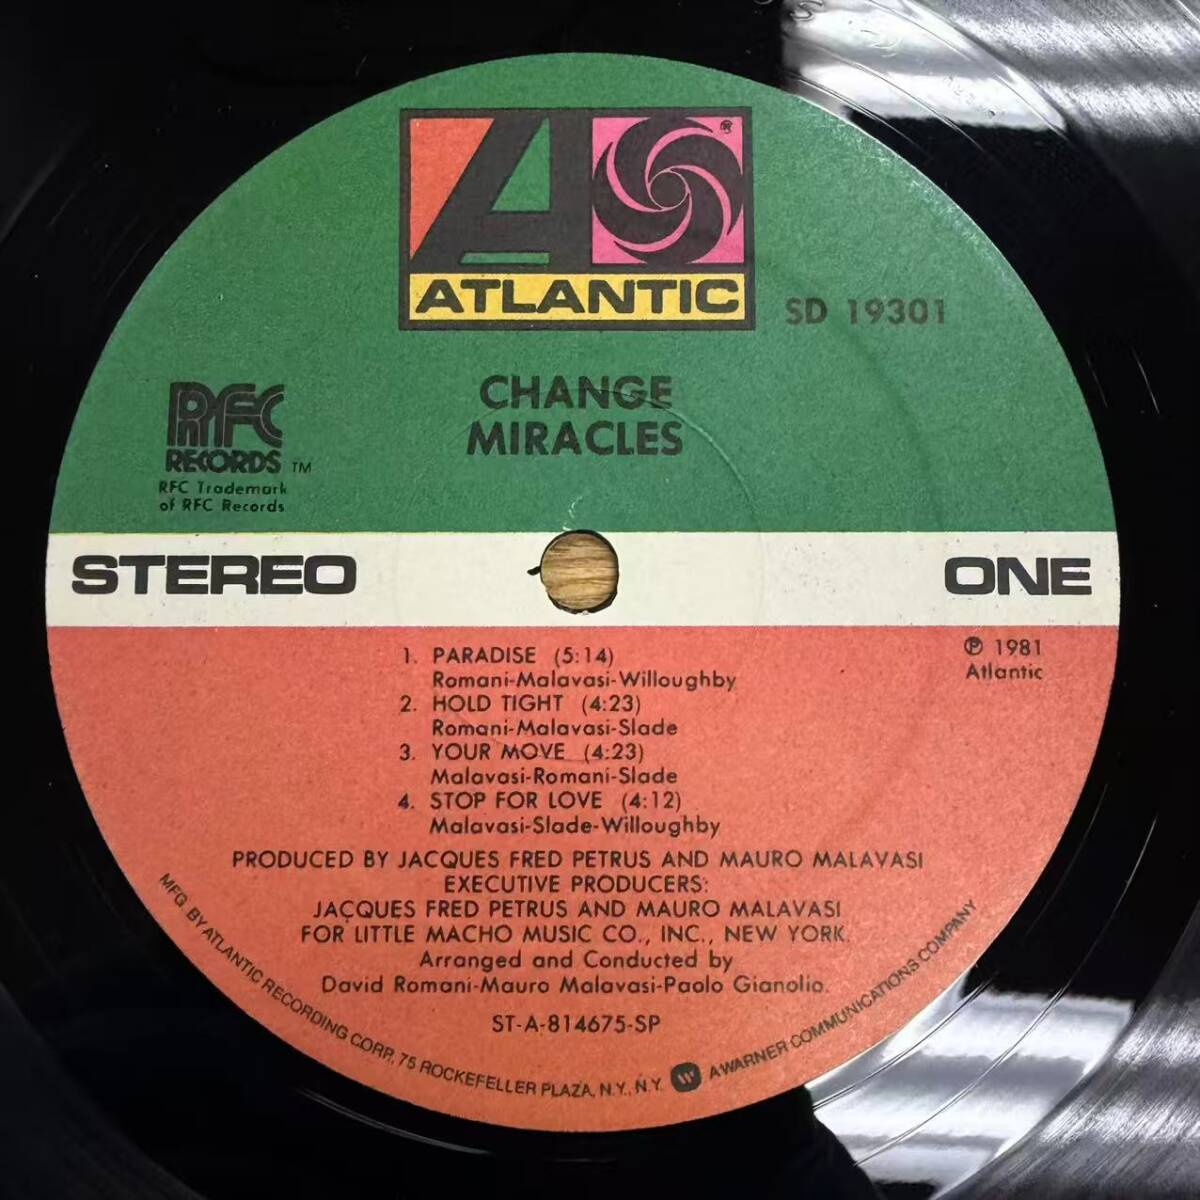 ATLANTIC
®
SD 19301
CHANGE
MIRACLES
RFC
RECORDS TM
RFC Trademark
of RFC Records
STEREO
ONE
℗ 1981
Atlantic
1. PARADISE (5:14)
Romani-Malavasi-Willoughby
2. HOLD TIGHT (4:23)
Romani-Malavasi-Slade
3. YOUR MOVE (4:23)
Malavasi-Romani-Slade
4. STOP FOR LOVE (4:12)
Malavasi-Slade-Willoughby
PRODUCED BY JACQUES FRED PETRUS AND MAURO MALAVASI
EXECUTIVE PRODUCERS:
JACQUES FRED PETRUS AND MAURO MALAVASI
FOR LITTLE MACHO MUSIC CO., INC., NEW YORK.
Arranged and Conducted by
David Romani-Mauro Malavasi-Paolo Gianolio.
ST-A-814675-SP
MFG. BY ATLANTIC RECORDING CORP., 75 ROCKEFELLER PLAZA, N.Y., N.Y. A WARNER COMMUNICATIONS COMPANY